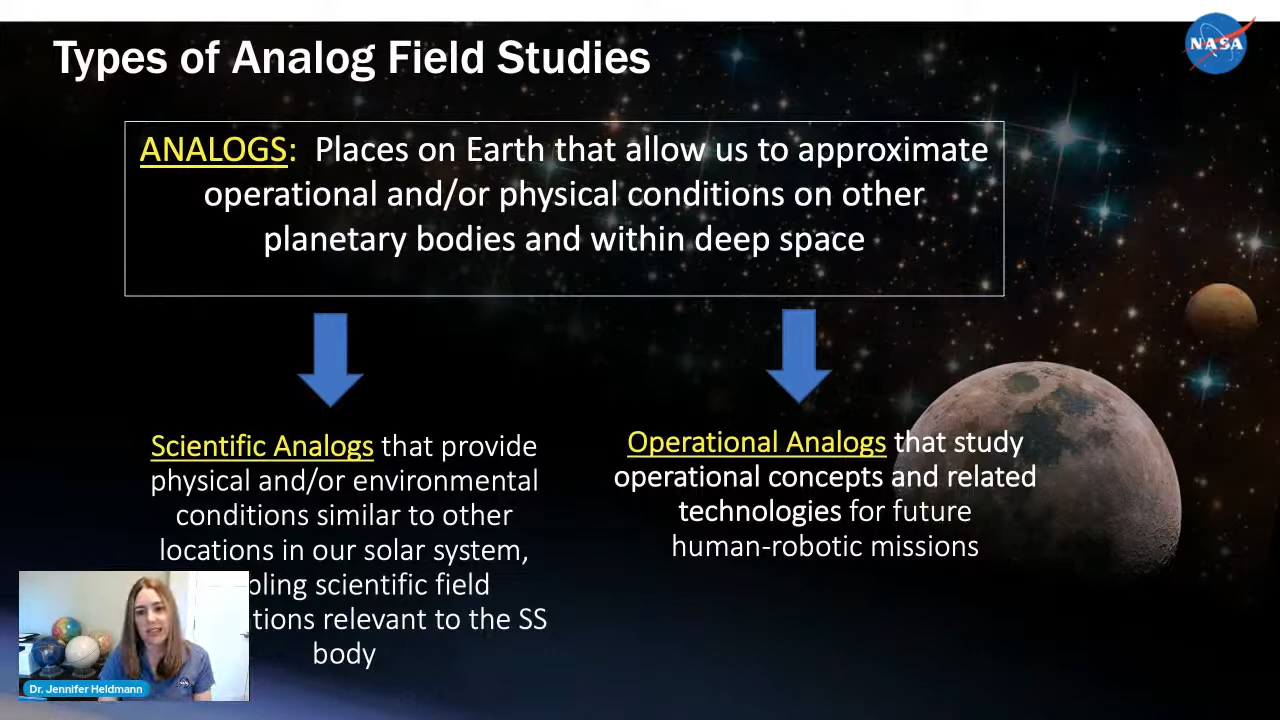 Types of Analog Field Studies
NASA
ANALOGS: Places on Earth that allow us to approximate
operational and/or physical conditions on other
planetary bodies and within deep space
Scientific Analogs that provide
physical and/or environmental
conditions similar to other
locations in our solar system,
bling scientific field
tions relevant to the SS
body
Operational Analogs that study
operational concepts and related
technologies for future
human-robotic missions
Dr. Jennifer Heldmann